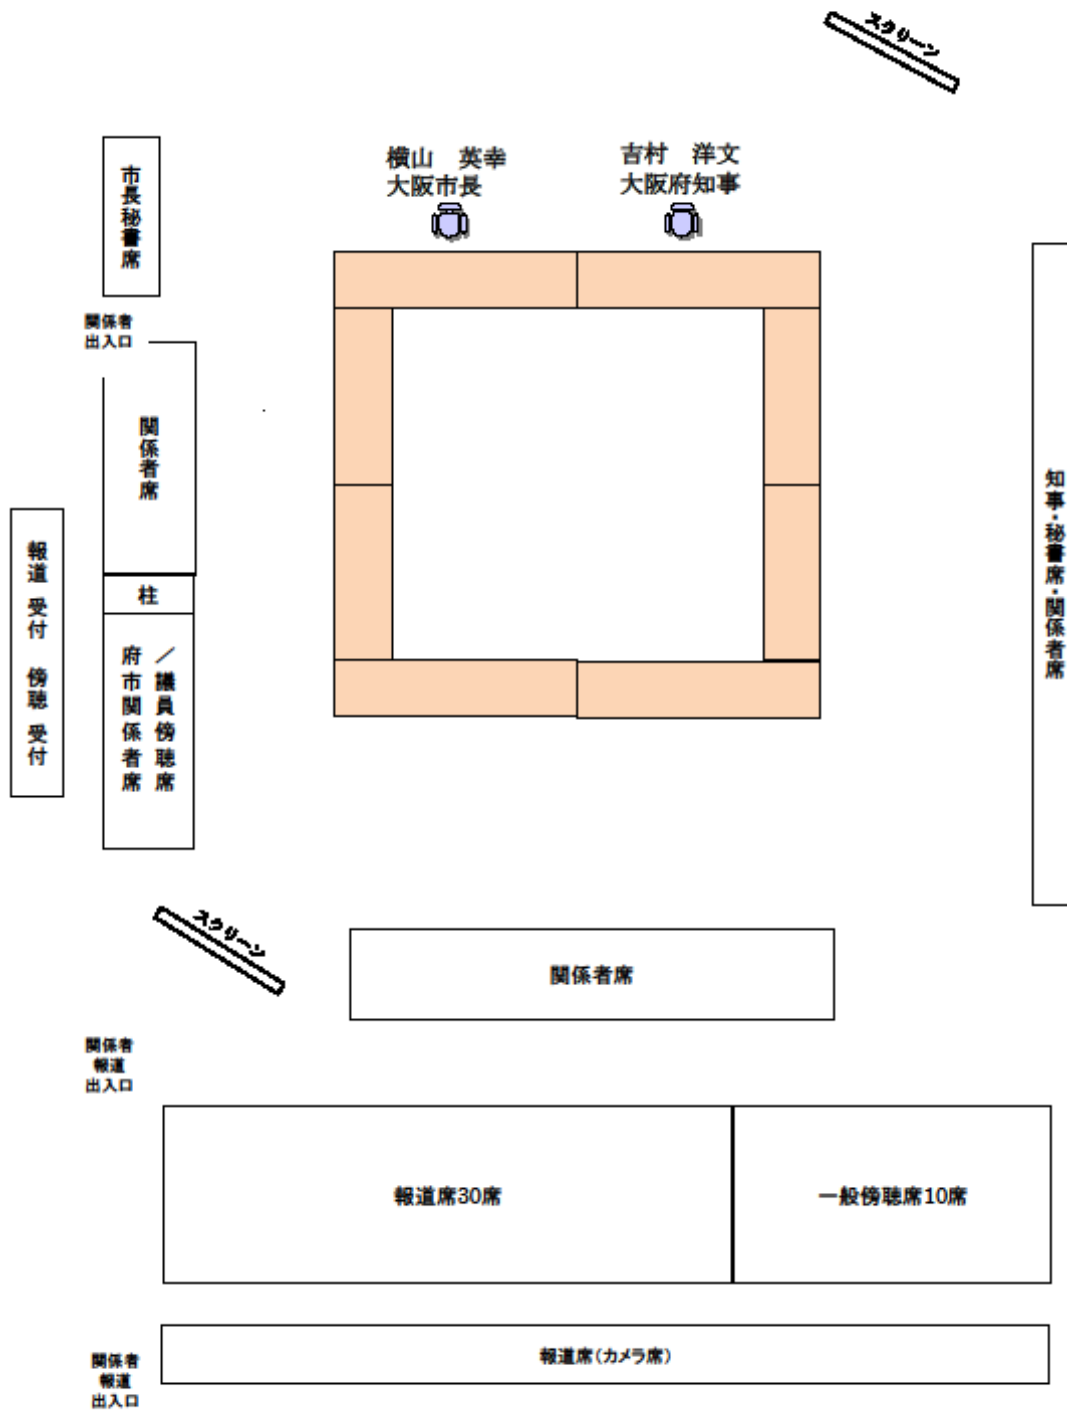 スクリーン
横山　英幸
大阪市長
吉村　洋文
大阪府知事
市長秘書席
関係者
出入口
関係者席
知事・秘書席・関係者席
報道 受付　傍聴 受付
柱
／議員傍聴席
府市関係者席
スクリーン
関係者席
関係者
報道
出入口
報道席30席
一般傍聴席10席
報道席（カメラ席）
関係者
報道
出入口